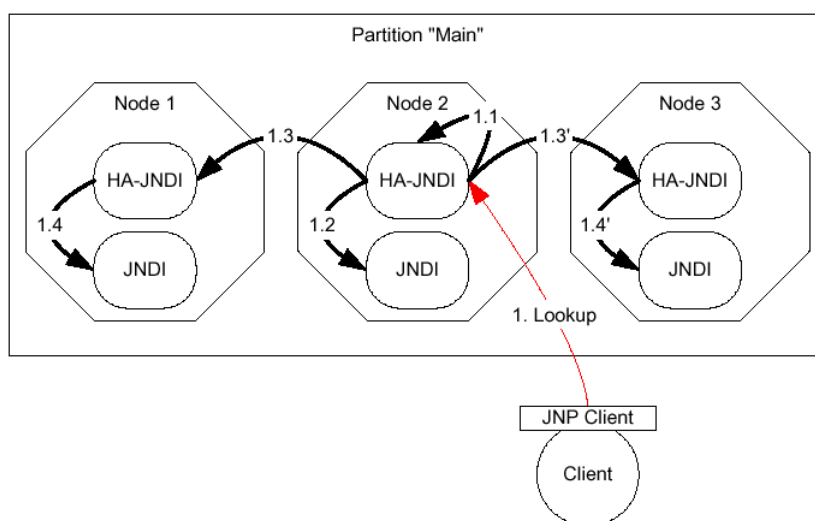 Partition "Main"
Node 1
Node 2
Node 3
1.1
1.3
1.3'
HA-JNDI
HA-JNDI
HA-JNDI
1.4
1.2
1.4'
JNDI
JNDI
JNDI
1. Lookup
JNP Client
Client